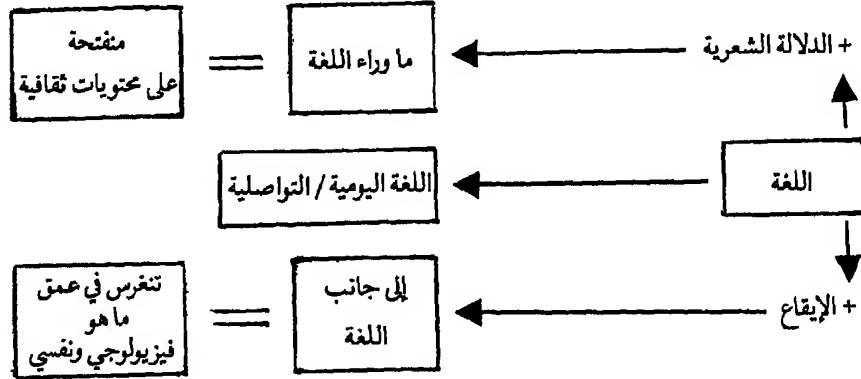 + الدلالة الشعرية
ما وراء اللغة
=
منفتحة
على محتويات ثقافية
اللغة
اللغة اليومية / التواصلية
+ الإيقاع
إلى جانب
اللغة
=
تنغرس في عمق
ما هو
فيزيولوجي ونفسي